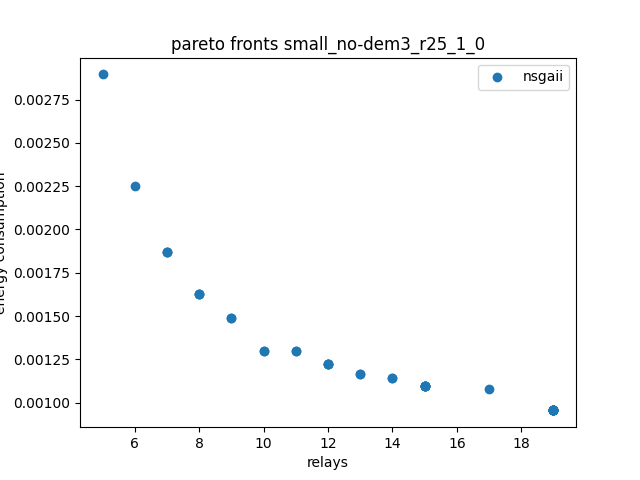 pareto fronts small_no-dem3_r25_1_0
nsgaii
energy consumption
0.00275
0.00250
0.00225
0.00200
0.00175
0.00150
0.00125
0.00100
6 8 10 12 14 16 18
relays